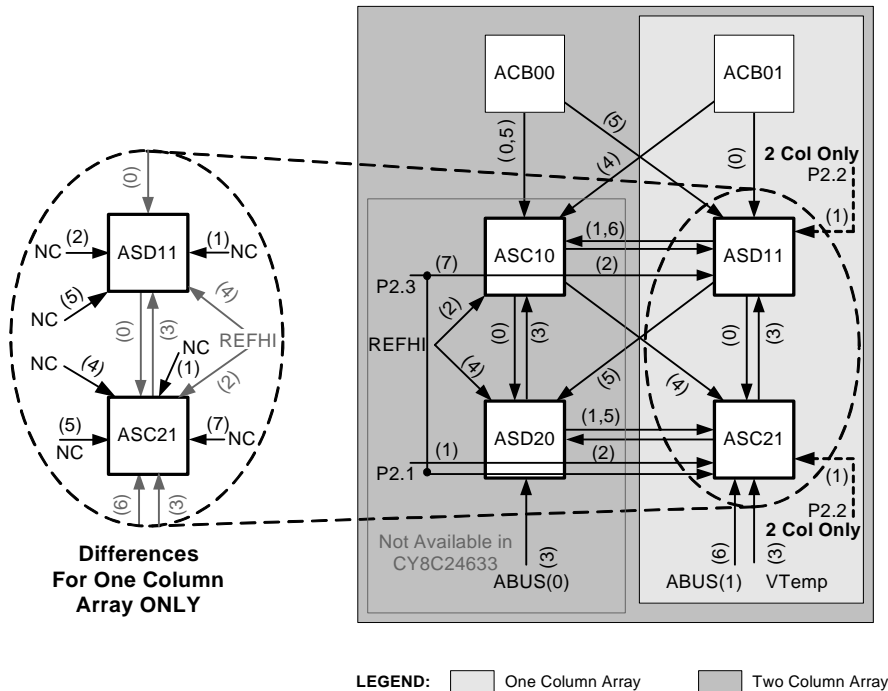 ACB00
ACB01
(0,5)
(5)
(4)
(0)
2 Col Only
P2.2
(1)
(0)
NC
(2)
ASD11
(1)
NC
(5)
NC
(4)
(0)
(3)
REFHI
NC
(4)
NC
(1)
(2)
(5)
NC
ASC21
(7)
NC
(6)
(3)
Differences
For One Column
Array ONLY
ASC10
(1,6)
ASD11
P2.3
(7)
(2)
(2)
REFHI
(0)
(3)
(0)
(3)
(4)
(5)
(4)
ASD20
(1,5)
ASC21
(1)
(2)
P2.1
(1)
P2.2
2 Col Only
Not Available in
CY8C24633
(3)
(6)
(3)
ABUS(0)
ABUS(1)
VTemp
LEGEND:
One Column Array
Two Column Array